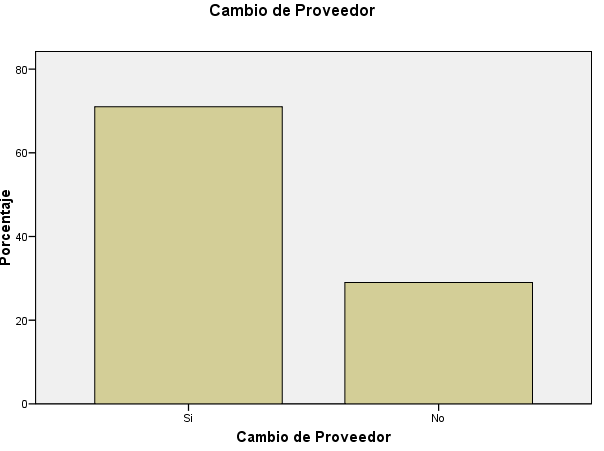 Cambio de Proveedor
80
60
40
20
0
Porcentaje
Si
No
Cambio de Proveedor